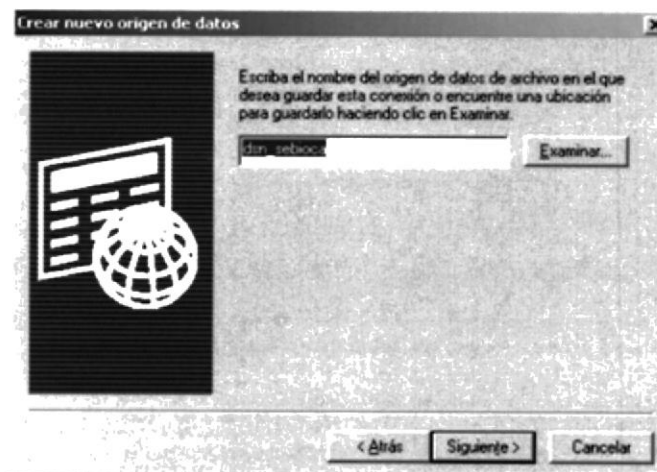 Crear nuevo origen de datos
Escriba el nombre del origen de datos de archivo en el que
desea guardar esta conexión o encuentre una ubicación
para guardarlo haciendo clic en Examinar.
dsn_sebioca
Examinar...
< Atrás
Siguiente >
Cancelar